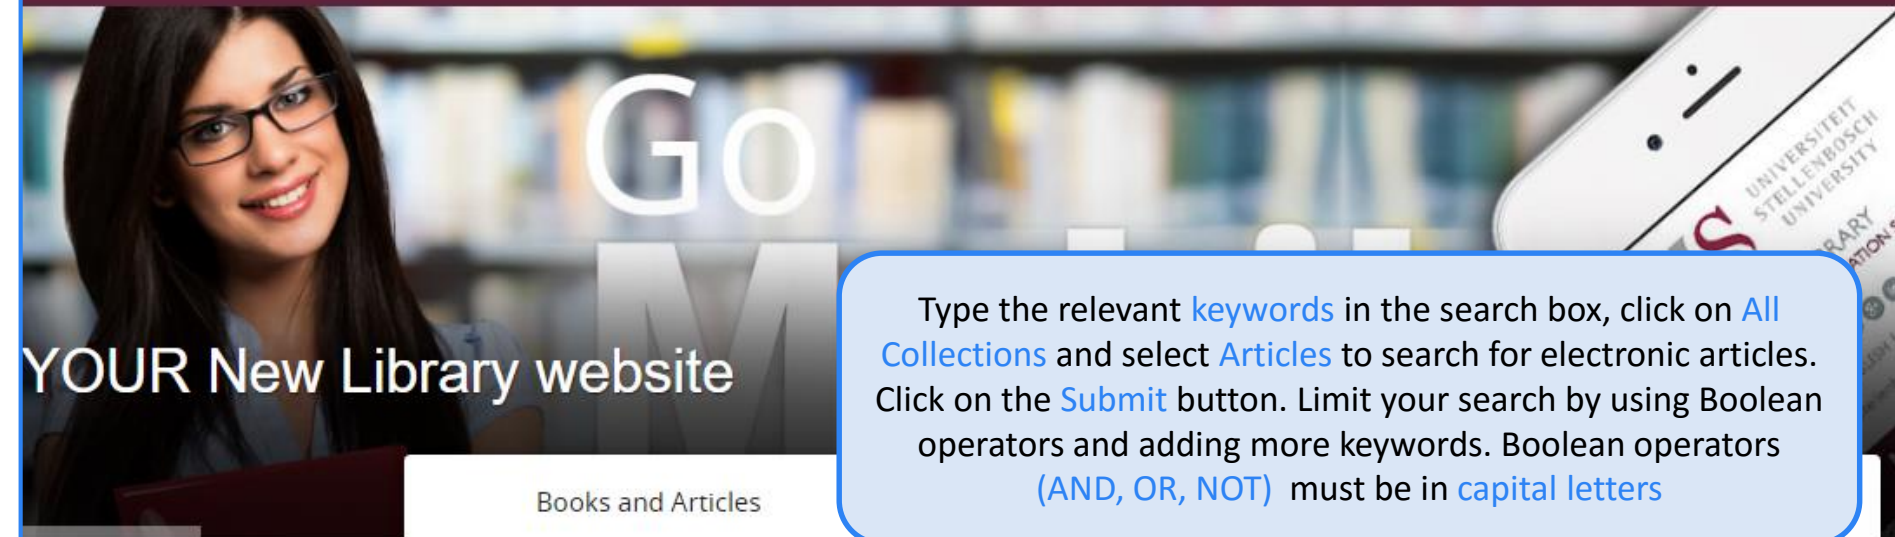 Go
UNIVERSITEIT
STELLENBOSCH
UNIVERSITY
YOUR New Library website
Type the relevant keywords in the search box, click on All
Collections and select Articles to search for electronic articles.
Click on the Submit button. Limit your search by using Boolean
operators and adding more keywords. Boolean operators
(AND, OR, NOT) must be in capital letters
Books and Articles